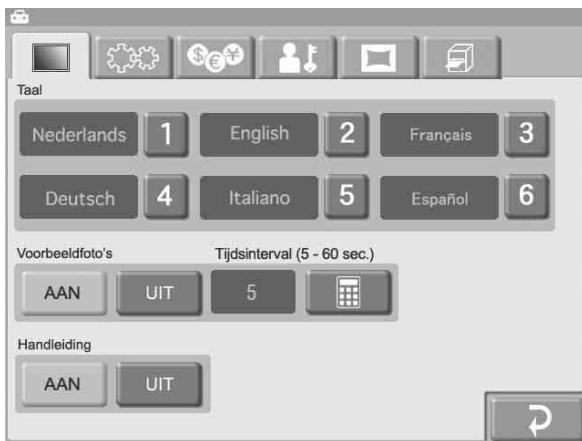 $ € ¥
Taal
Nederlands 1 English 2 Français 3
Deutsch 4 Italiano 5 Español 6
Voorbeeldfoto's Tijdsinterval (5 - 60 sec.)
AAN UIT 5
Handleiding
AAN UIT